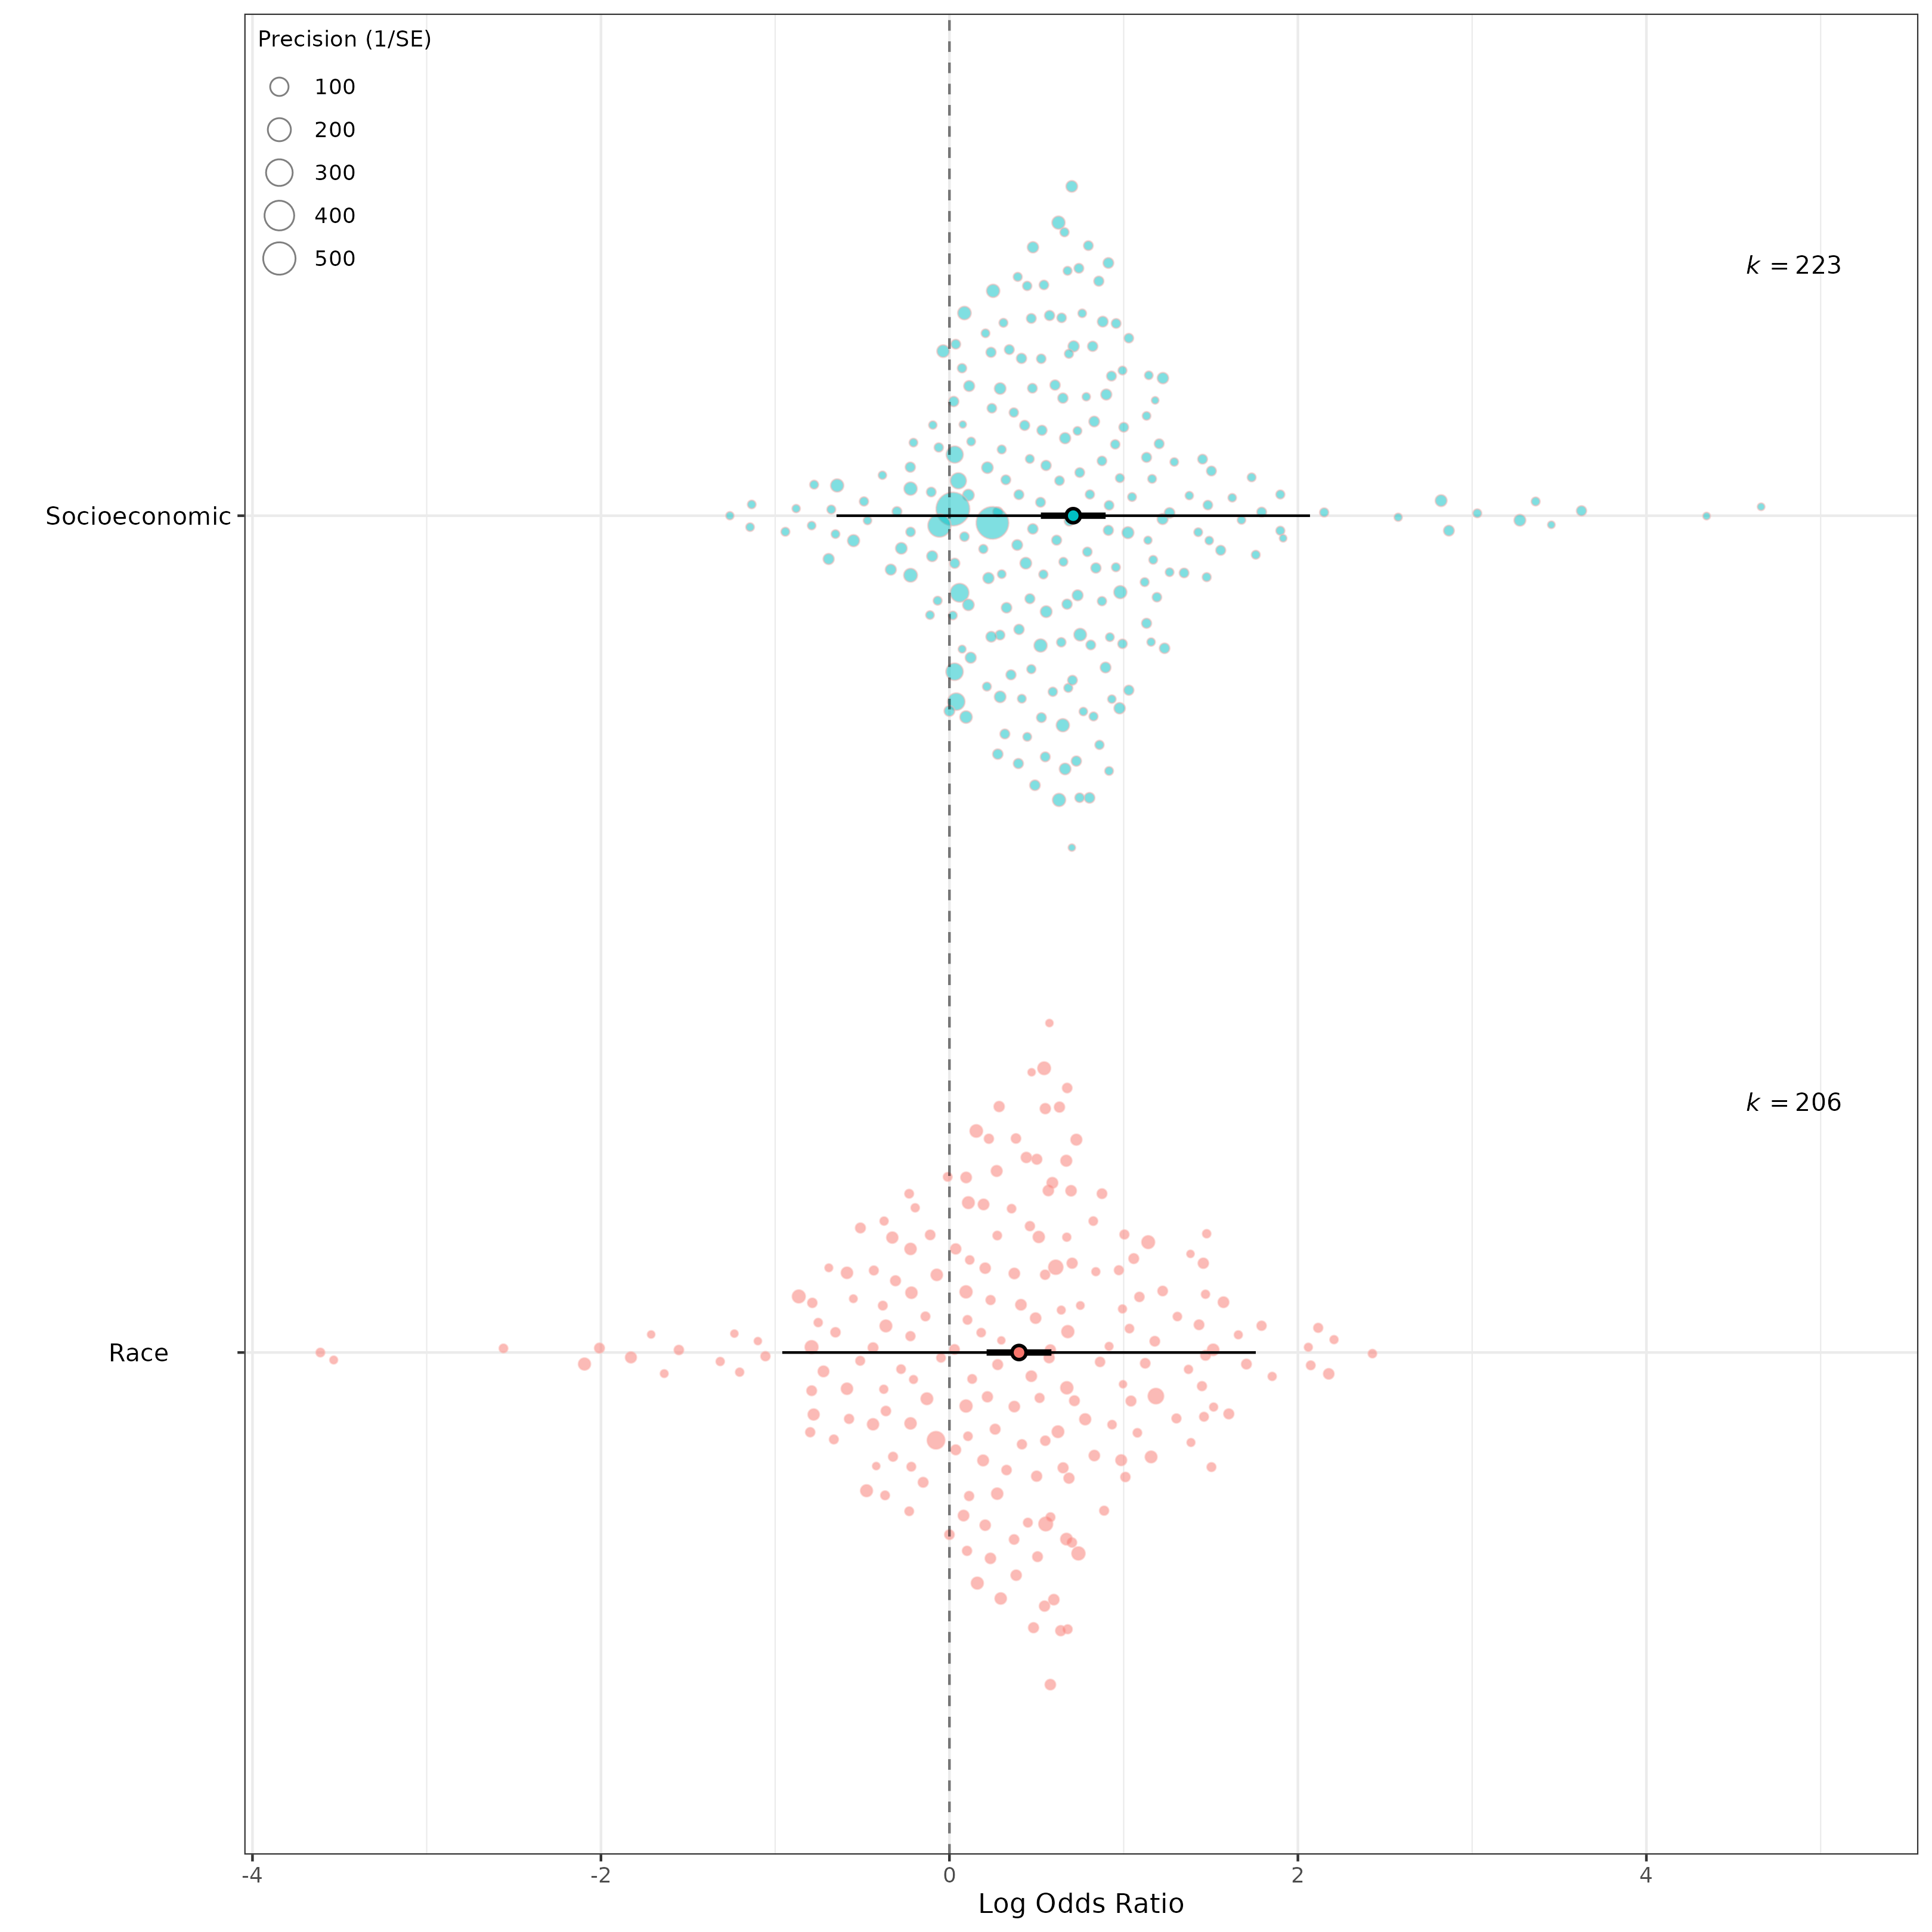 Precision (1/SE)
100
200
300
400
500
k = 223
Socioeconomic
k = 206
Race
-4 -2 0 2 4
Log Odds Ratio